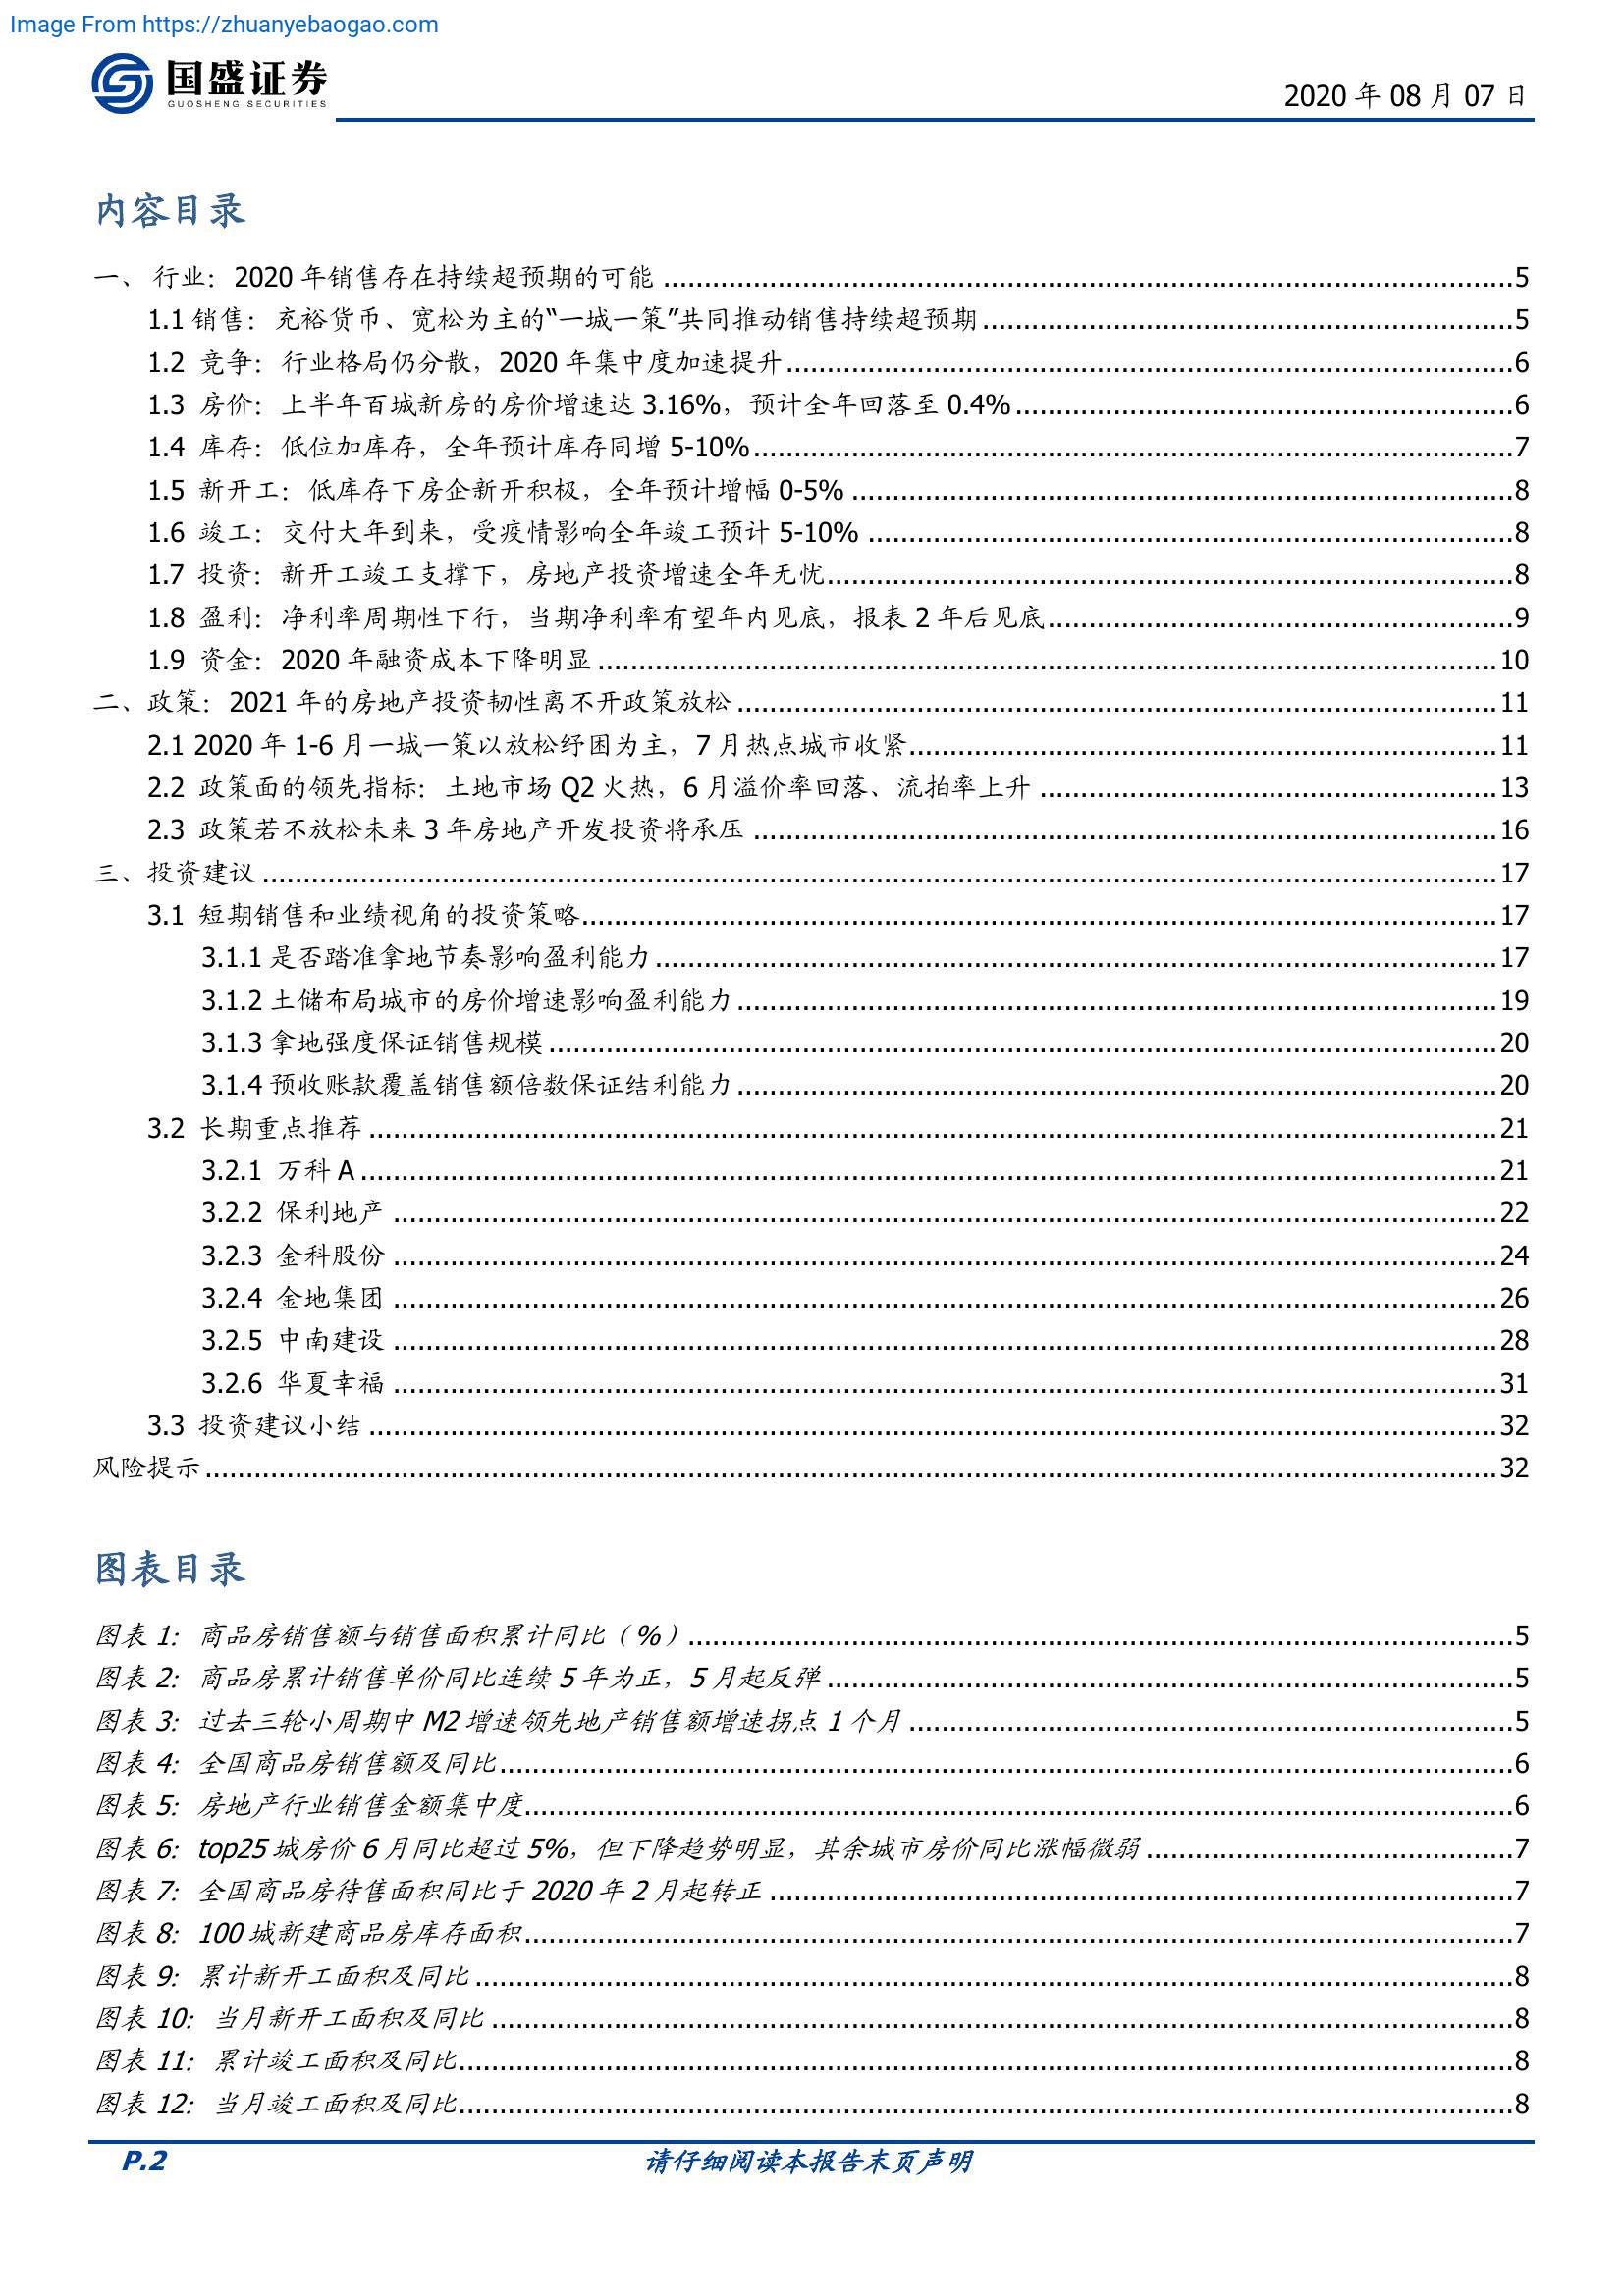 Image From https://zhuanyebaogao.com
国盛证券
GUOSHENG SECURITIES
2020 年 08 月 07 日
内容目录
一、 行业：2020 年销售存在持续超预期的可能 ........ 5
1.1 销售：充裕货币、宽松为主的“一城一策”共同推动销售持续超预期 ........ 5
1.2 竞争：行业格局仍分散，2020 年集中度加速提升 ........ 6
1.3 房价：上半年百城新房的房价增速达 3.16%，预计全年回落至 0.4% ........ 6
1.4 库存：低位加库存，全年预计库存同增 5-10% ........ 7
1.5 新开工：低库存下房企新开积极，全年预计增幅 0-5% ........ 8
1.6 竣工：交付大年到来，受疫情影响全年竣工预计 5-10% ........ 8
1.7 投资：新开工竣工支撑下，房地产投资增速全年无忧 ........ 8
1.8 盈利：净利率周期性下行，当期净利率有望年内见底，报表 2 年后见底 ........ 9
1.9 资金：2020 年融资成本下降明显 ........ 10
二、政策：2021 年的房地产投资韧性离不开政策放松 ........ 11
2.1 2020 年 1-6 月一城一策以放松纾困为主，7 月热点城市收紧 ........ 11
2.2 政策面的领先指标：土地市场 Q2 火热，6 月溢价率回落、流拍率上升 ........ 13
2.3 政策若不放松未来 3 年房地产开发投资将承压 ........ 16
三、投资建议 ........ 17
3.1 短期销售和业绩视角的投资策略 ........ 17
3.1.1 是否踏准拿地节奏影响盈利能力 ........ 17
3.1.2 土储布局城市的房价增速影响盈利能力 ........ 19
3.1.3 拿地强度保证销售规模 ........ 20
3.1.4 预收账款覆盖销售额倍数保证结利能力 ........ 20
3.2 长期重点推荐 ........ 21
3.2.1 万科 A ........ 21
3.2.2 保利地产 ........ 22
3.2.3 金科股份 ........ 24
3.2.4 金地集团 ........ 26
3.2.5 中南建设 ........ 28
3.2.6 华夏幸福 ........ 31
3.3 投资建议小结 ........ 32
风险提示 ........ 32
图表目录
图表 1：商品房销售额与销售面积累计同比（%） ........ 5
图表 2：商品房累计销售单价同比连续 5 年为正，5 月起反弹 ........ 5
图表 3：过去三轮小周期中 M2 增速领先地产销售额增速拐点 1 个月 ........ 5
图表 4：全国商品房销售额及同比 ........ 6
图表 5：房地产行业销售金额集中度 ........ 6
图表 6：top25 城房价 6 月同比超过 5%，但下降趋势明显，其余城市房价同比涨幅微弱 ........ 7
图表 7：全国商品房待售面积同比于 2020 年 2 月起转正 ........ 7
图表 8：100 城新建商品房库存面积 ........ 7
图表 9：累计新开工面积及同比 ........ 8
图表 10：当月新开工面积及同比 ........ 8
图表 11：累计竣工面积及同比 ........ 8
图表 12：当月竣工面积及同比 ........ 8
P.2
请仔细阅读本报告末页声明